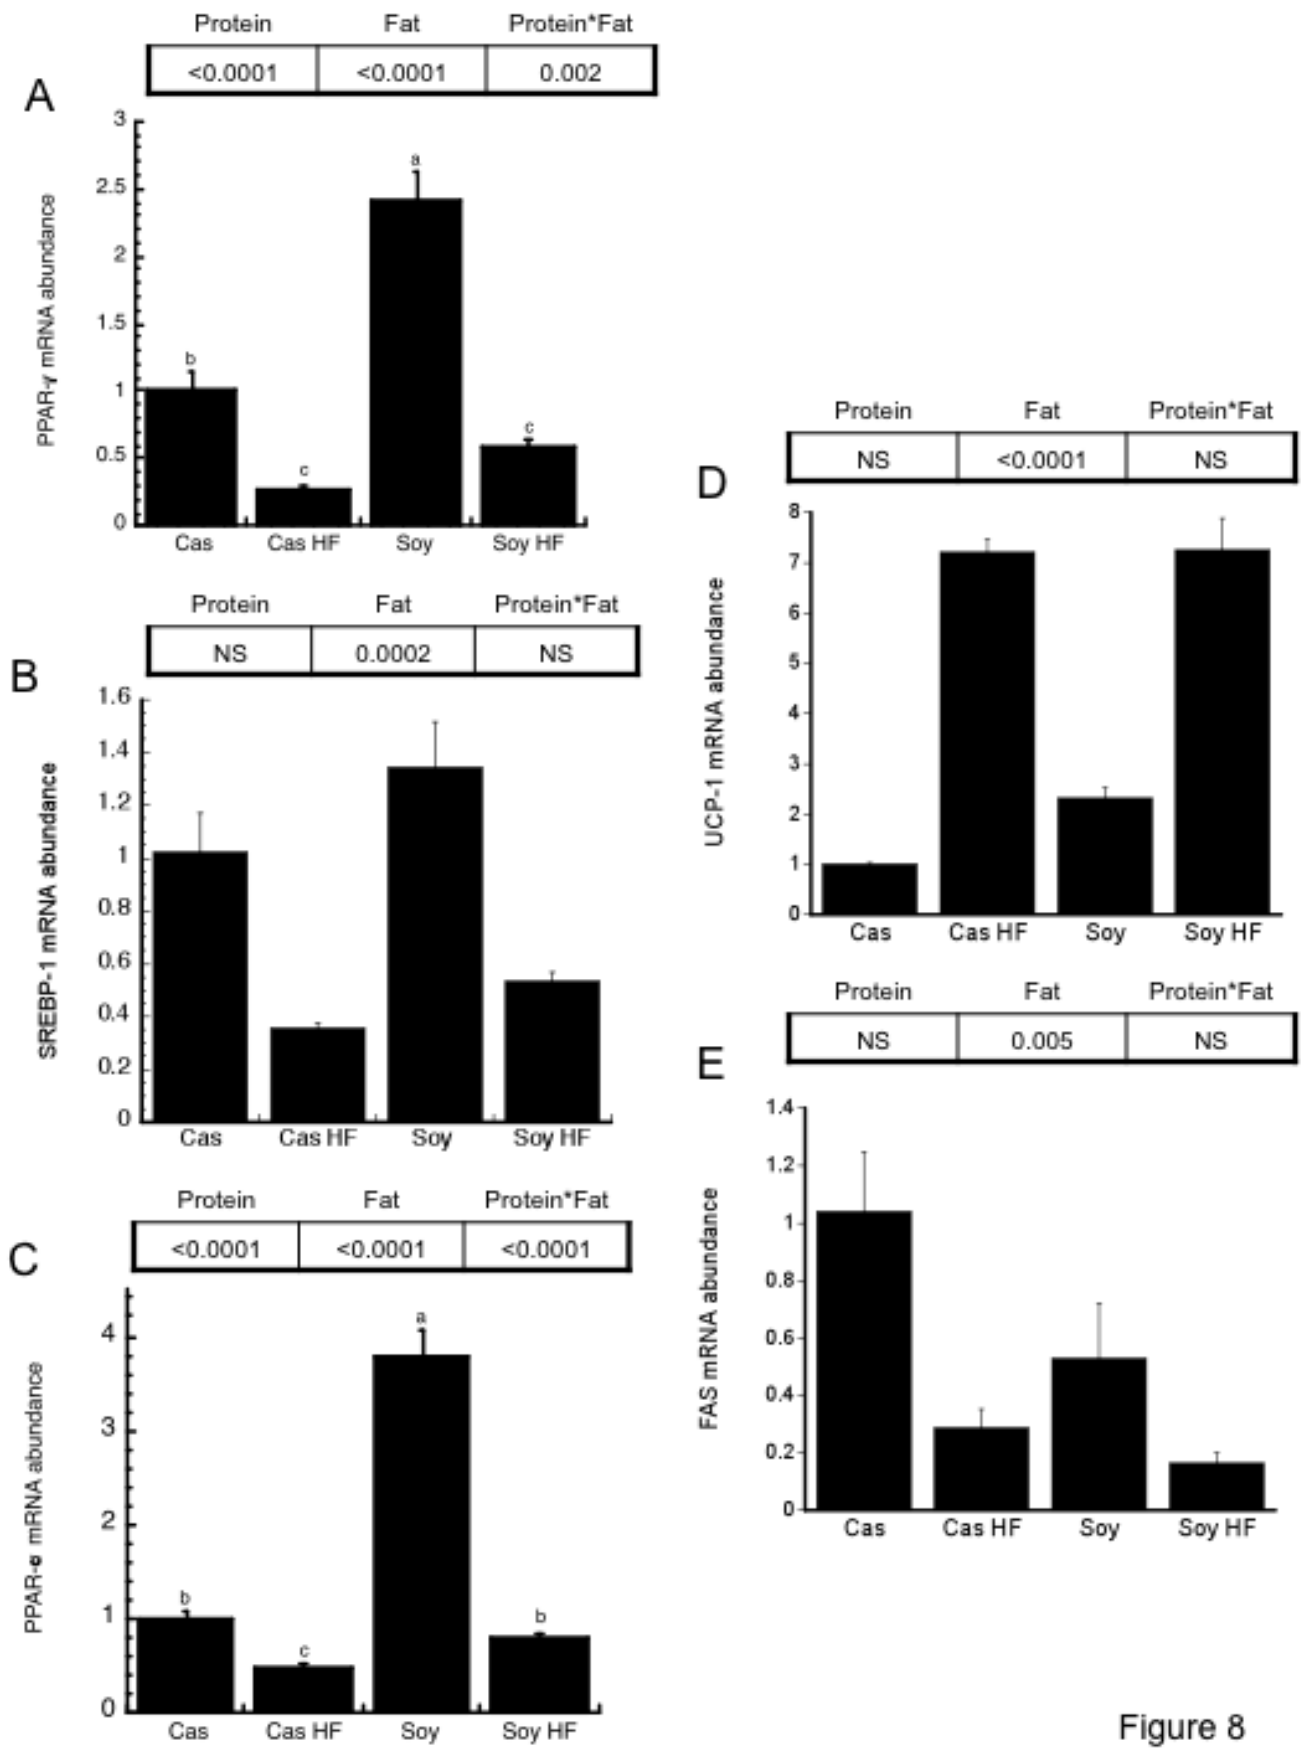 Protein Fat Protein*Fat
<0.0001 <0.0001 0.002
A
3
2.5
2
1.5
1
0.5
0
PPAR-γ mRNA abundance
b
c
a
c
Cas Cas HF Soy Soy HF
Protein Fat Protein*Fat
NS 0.0002 NS
B
1.6
1.4
1.2
1
0.8
0.6
0.4
0.2
0
SREBP-1 mRNA abundance
Cas Cas HF Soy Soy HF
Protein Fat Protein*Fat
<0.0001 <0.0001 <0.0001
C
4
3
2
1
0
PPAR- mRNA abundance
b
c
a
b
Cas Cas HF Soy Soy HF
Protein Fat Protein*Fat
NS <0.0001 NS
D
8
7
6
5
4
3
2
1
0
UCP-1 mRNA abundance
Cas Cas HF Soy Soy HF
Protein Fat Protein*Fat
NS 0.005 NS
E
1.4
1.2
1
0.8
0.6
0.4
0.2
0
FAS mRNA abundance
Cas Cas HF Soy Soy HF
Figure 8